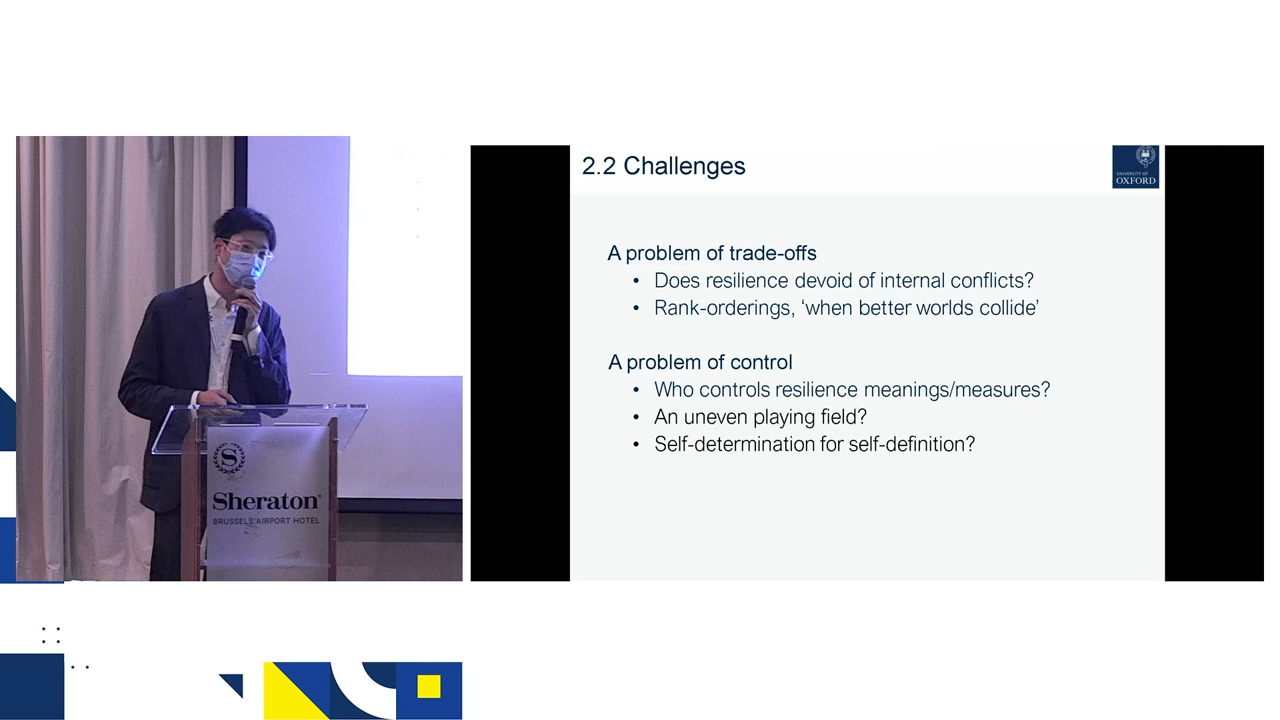 S
Sheraton
BRUSSELS AIRPORT HOTEL
2.2 Challenges
UNIVERSITY OF
OXFORD
A problem of trade-offs
• Does resilience devoid of internal conflicts?
• Rank-orderings, ‘when better worlds collide’
A problem of control
• Who controls resilience meanings/measures?
• An uneven playing field?
• Self-determination for self-definition?